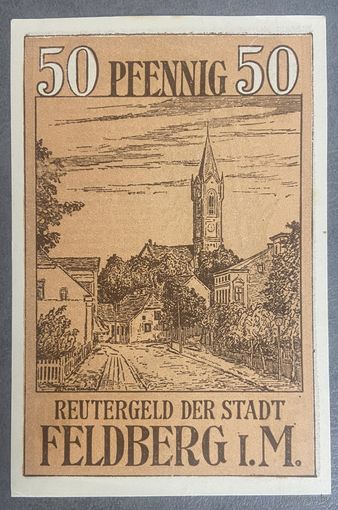 50 PFENNIG 50
REUTERGELD DER STADT
FELDBERG I.M.